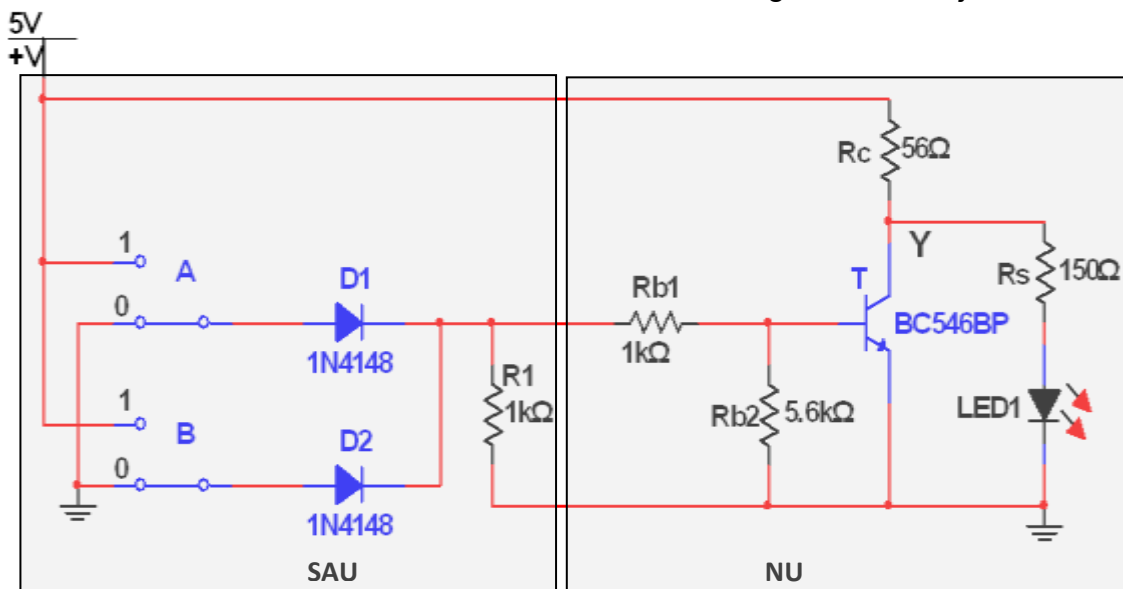 5V
+V
Rc 56Ω
1
A
D1
Y
0
Rb1
T
Rs 150Ω
1N4148
1kΩ
BC546BP
R1
1kΩ
1
B
D2
Rb2 5.6kΩ
LED1
0
1N4148
SAU
NU